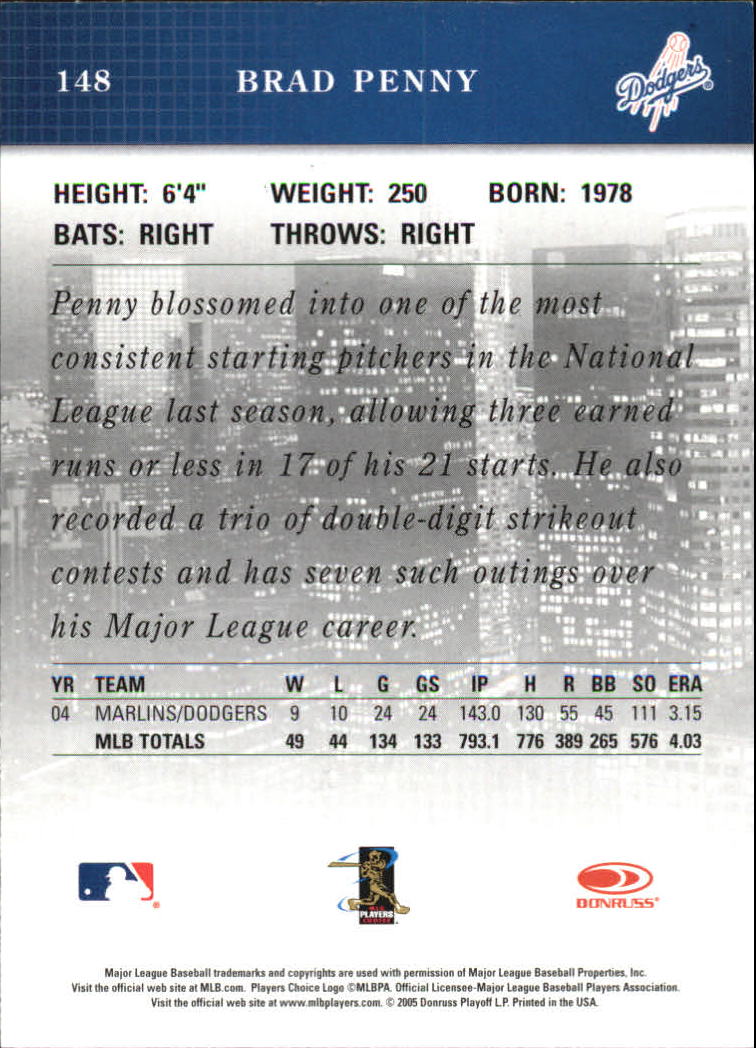 148 BRAD PENNY Dodgers
HEIGHT: 6'4" WEIGHT: 250 BORN: 1978
BATS: RIGHT THROWS: RIGHT
Penny blossomed into one of the most
consistent starting pitchers in the National
League last season, allowing three earned
runs or less in 17 of his 21 starts. He also
recorded a trio of double-digit strikeout
contests and has seven such outings over
his Major League career.
YR TEAM W L G GS IP H R BB SO ERA
04 MARLINS/DODGERS 9 10 24 24 143.0 130 55 45 111 3.15
MLB TOTALS 49 44 134 133 793.1 776 389 265 576 4.03
PLAYERS
CHOICE
DONRUSS
Major League Baseball trademarks and copyrights are used with permission of Major League Baseball Properties, Inc.
Visit the official web site at MLB.com. Players Choice Logo ©MLBPA. Official Licensee-Major League Baseball Players Association.
Visit the official web site at www.mlbplayers.com. © 2005 Donruss Playoff L.P. Printed in the USA.